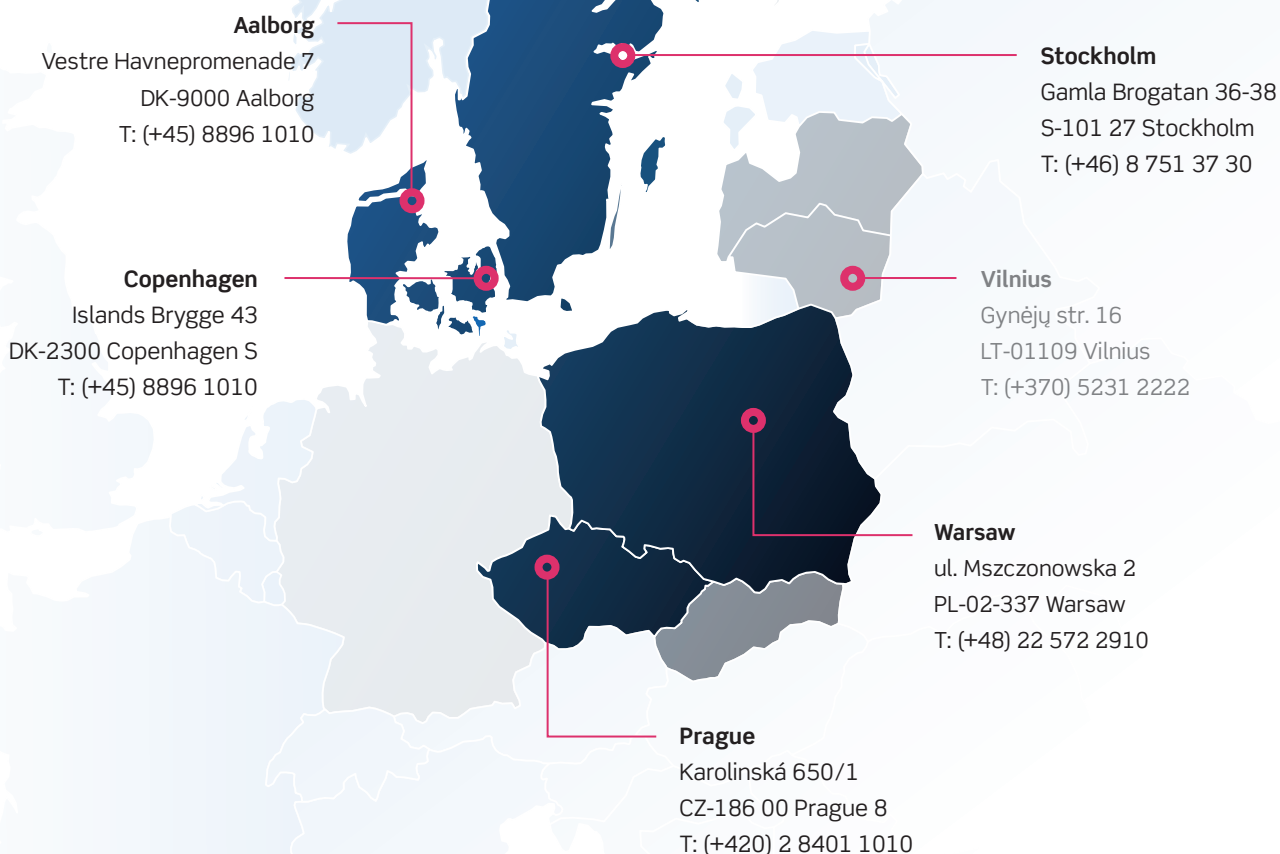 Aalborg
Vestre Havnepromenade 7
DK-9000 Aalborg
T: (+45) 8896 1010
Stockholm
Gamla Brogatan 36-38
S-101 27 Stockholm
T: (+46) 8 751 37 30
Copenhagen
Islands Brygge 43
DK-2300 Copenhagen S
T: (+45) 8896 1010
Vilnius
Gynėjų str. 16
LT-01109 Vilnius
T: (+370) 5231 2222
Warsaw
ul. Mszczonowska 2
PL-02-337 Warsaw
T: (+48) 22 572 2910
Prague
Karolinská 650/1
CZ-186 00 Prague 8
T: (+420) 2 8401 1010